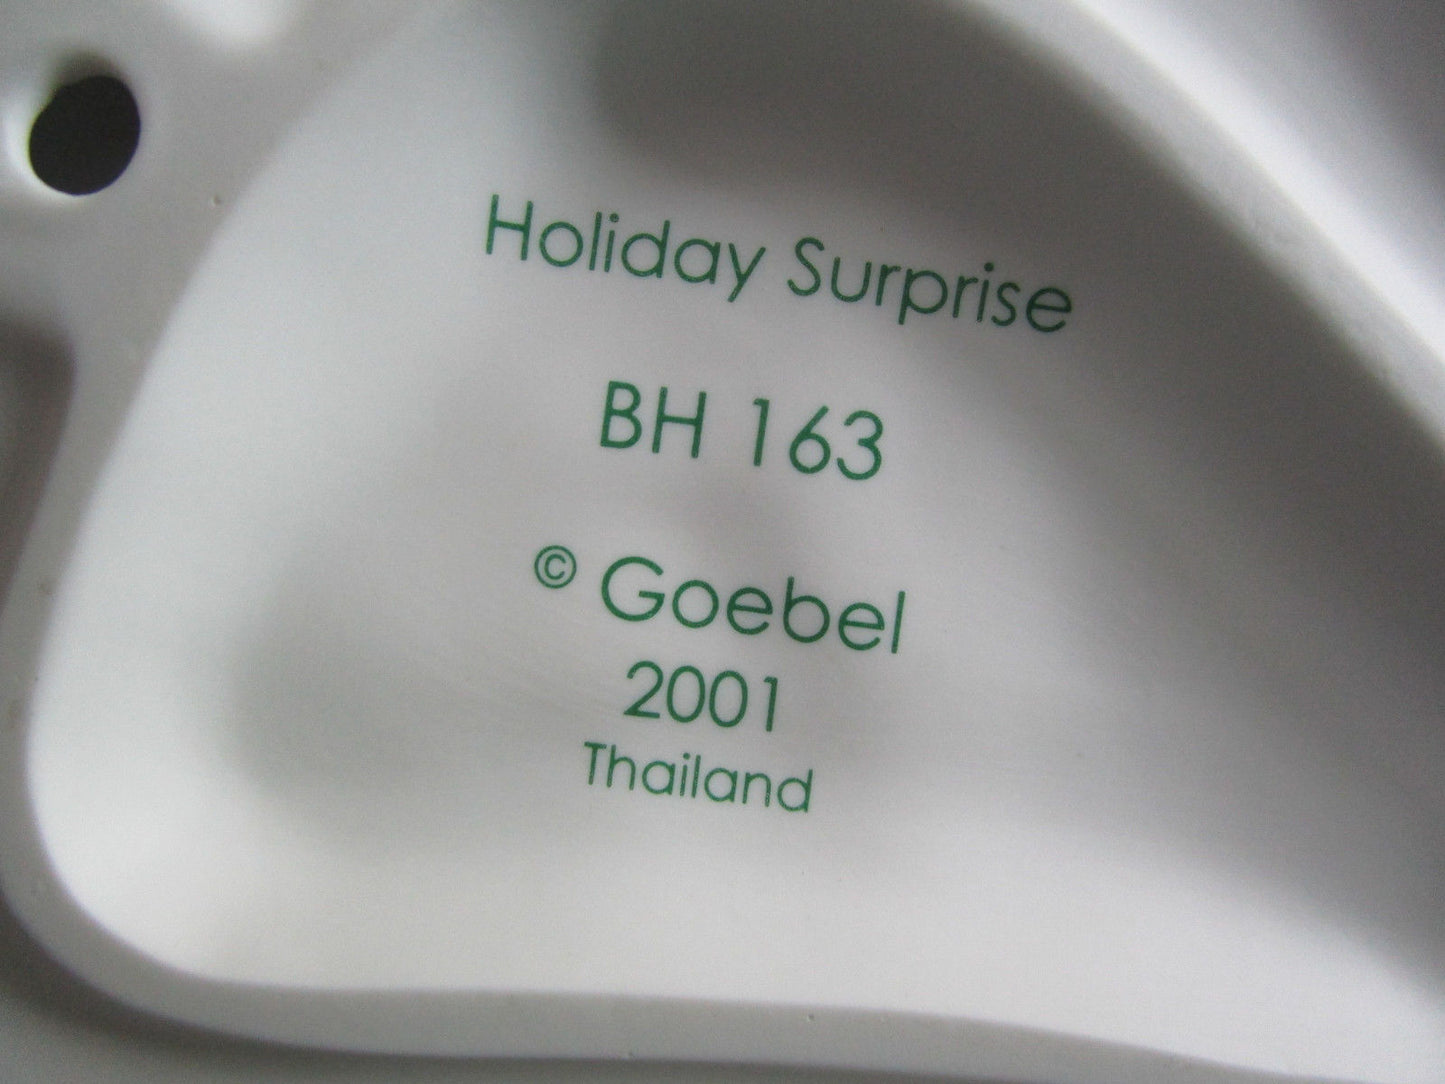 Holiday Surprise
BH 163
© Goebel
2001
Thailand